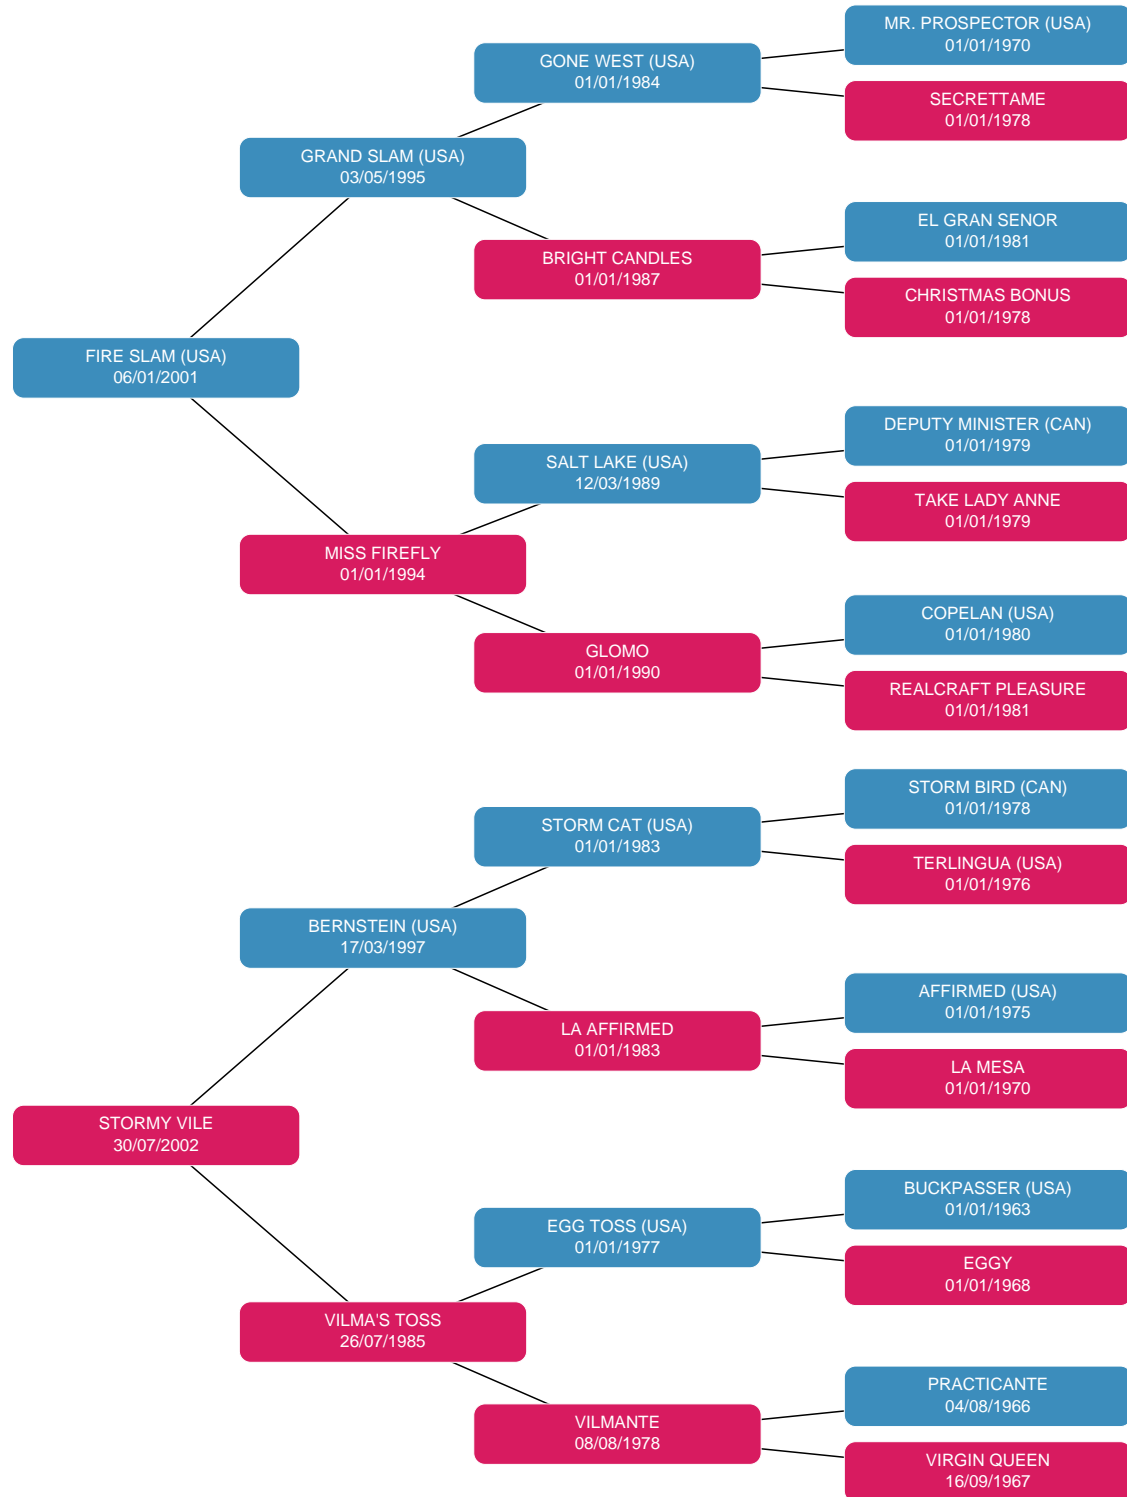 MR. PROSPECTOR (USA)
01/01/1970
GONE WEST (USA)
01/01/1984
SECRETTAME
01/01/1978
GRAND SLAM (USA)
03/05/1995
EL GRAN SENOR
01/01/1981
BRIGHT CANDLES
01/01/1987
CHRISTMAS BONUS
01/01/1978
FIRE SLAM (USA)
06/01/2001
DEPUTY MINISTER (CAN)
01/01/1979
SALT LAKE (USA)
12/03/1989
TAKE LADY ANNE
01/01/1979
MISS FIREFLY
01/01/1994
COPELAN (USA)
01/01/1980
GLOMO
01/01/1990
REALCRAFT PLEASURE
01/01/1981
STORM BIRD (CAN)
01/01/1978
STORM CAT (USA)
01/01/1983
TERLINGUA (USA)
01/01/1976
BERNSTEIN (USA)
17/03/1997
AFFIRMED (USA)
01/01/1975
LA AFFIRMED
01/01/1983
LA MESA
01/01/1970
STORMY VILE
30/07/2002
BUCKPASSER (USA)
01/01/1963
EGG TOSS (USA)
01/01/1977
EGGY
01/01/1968
VILMA'S TOSS
26/07/1985
PRACTICANTE
04/08/1966
VILMANTE
08/08/1978
VIRGIN QUEEN
16/09/1967